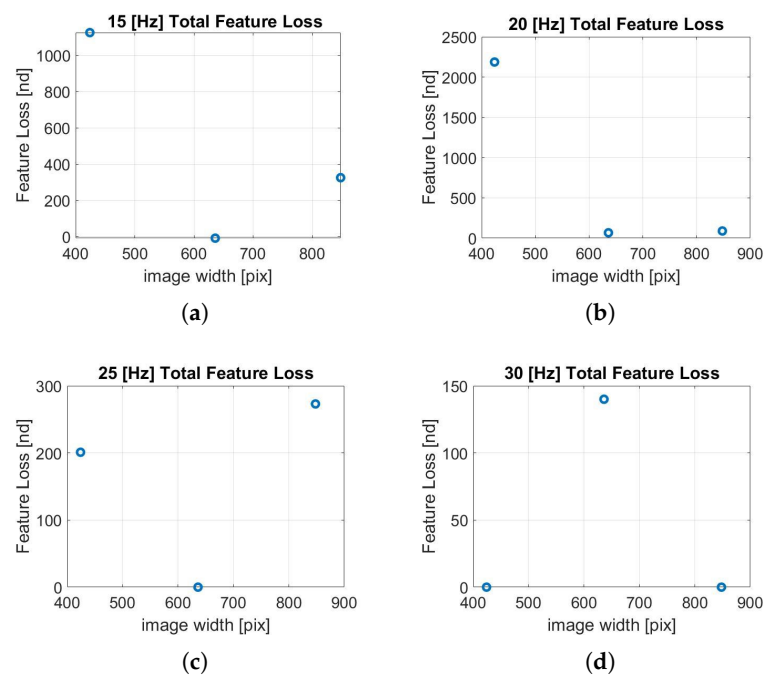 15 [Hz] Total Feature Loss
1000
800
600
400
200
0
400 500 600 700 800
Feature Loss [nd]
image width [pix]
(a)
20 [Hz] Total Feature Loss
2500
2000
1500
1000
500
0
400 500 600 700 800 900
Feature Loss [nd]
image width [pix]
(b)
25 [Hz] Total Feature Loss
300
200
100
0
400 500 600 700 800 900
Feature Loss [nd]
image width [pix]
(c)
30 [Hz] Total Feature Loss
150
100
50
0
400 500 600 700 800 900
Feature Loss [nd]
image width [pix]
(d)